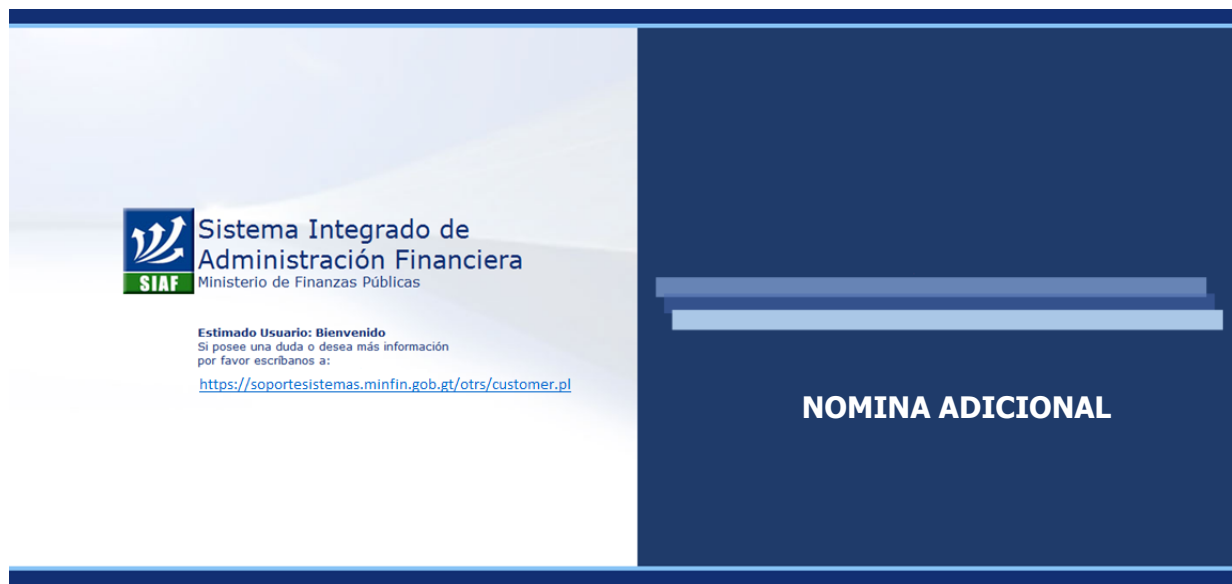 Sistema Integrado de
Administración Financiera
SIAF
Ministerio de Finanzas Públicas
Estimado Usuario: Bienvenido
Si posee una duda o desea más información
por favor escríbanos a:
https://soportesistemas.minfin.gob.gt/otrs/customer.pl
NOMINA ADICIONAL